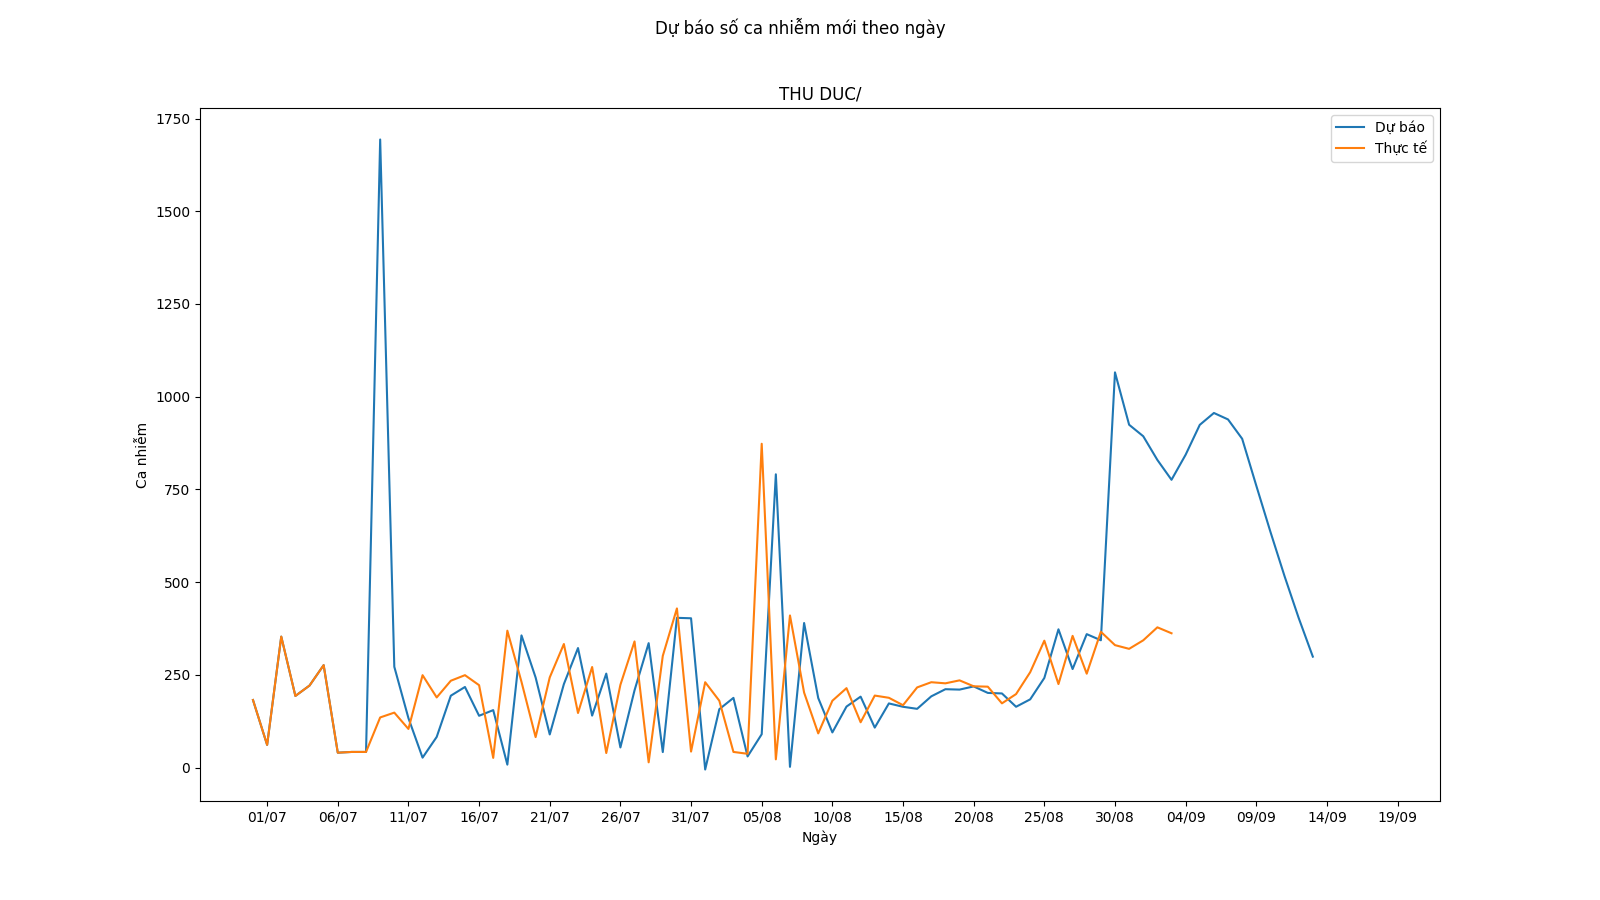 Dự báo số ca nhiễm mới theo ngày
THU DUC/
Dự báo
Thực tế
Ca nhiễm
1750
1500
1250
1000
750
500
250
0
01/07 06/07 11/07 16/07 21/07 26/07 31/07 05/08 10/08 15/08 20/08 25/08 30/08 04/09 09/09 14/09 19/09
Ngày